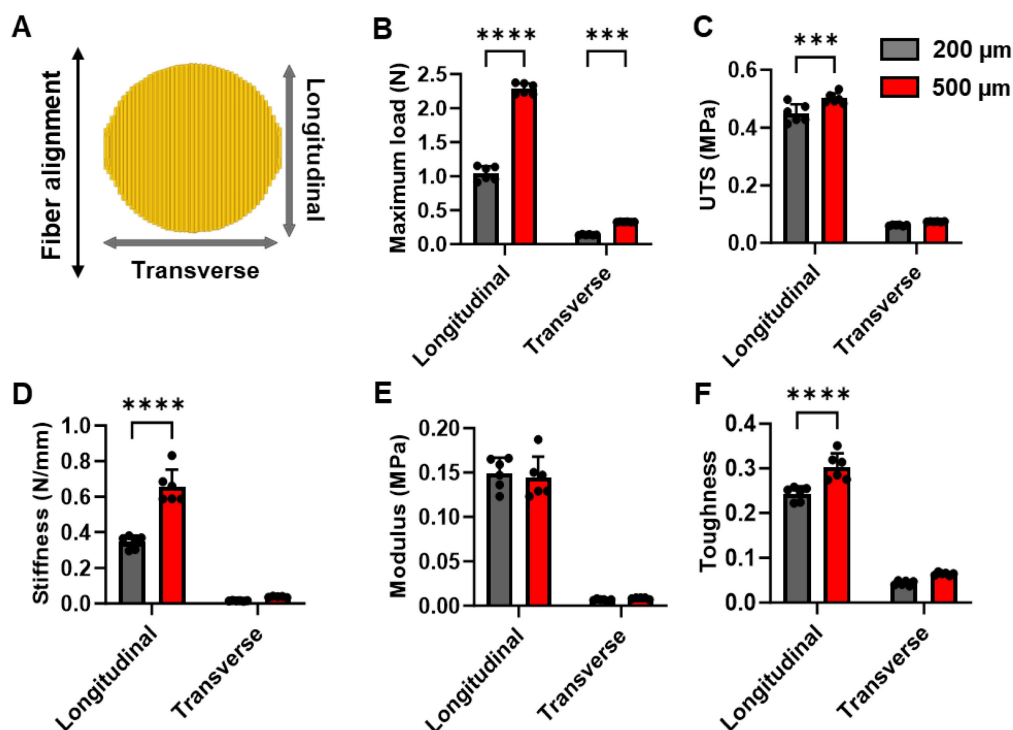 A
Fiber alignment
Longitudinal
Transverse
B
Maximum load (N)
2.5
2.0
1.5
1.0
0.5
0.0
****
***
Longitudinal
Transverse
C
UTS (MPa)
0.6
0.4
0.2
0.0
***
Longitudinal
Transverse
200 µm
500 µm
D
Stiffness (N/mm)
1.0
0.8
0.6
0.4
0.2
0.0
****
Longitudinal
Transverse
E
Modulus (MPa)
0.20
0.15
0.10
0.05
0.00
Longitudinal
Transverse
F
Toughness
0.4
0.3
0.2
0.1
0.0
****
Longitudinal
Transverse